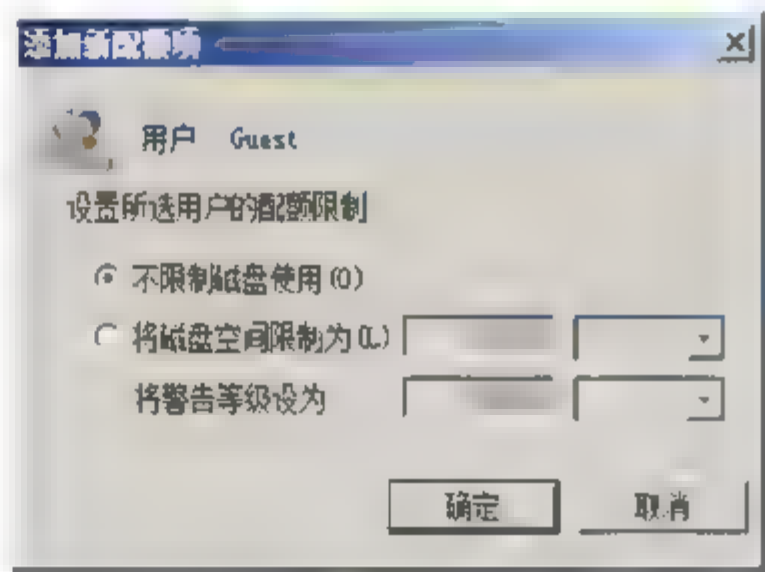 添加新配额项
用户 Guest
设置所选用户的配额限制
不限制磁盘使用(O)
将磁盘空间限制为(L)
将警告等级设为
确定 取消